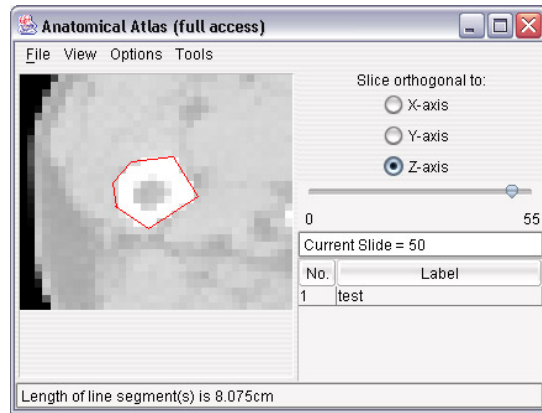 Anatomical Atlas (full access)
File View Options Tools
Slice orthogonal to:
X-axis
Y-axis
Z-axis
0 55
Current Slide = 50
No. Label
1 test
Length of line segment(s) is 8.075cm